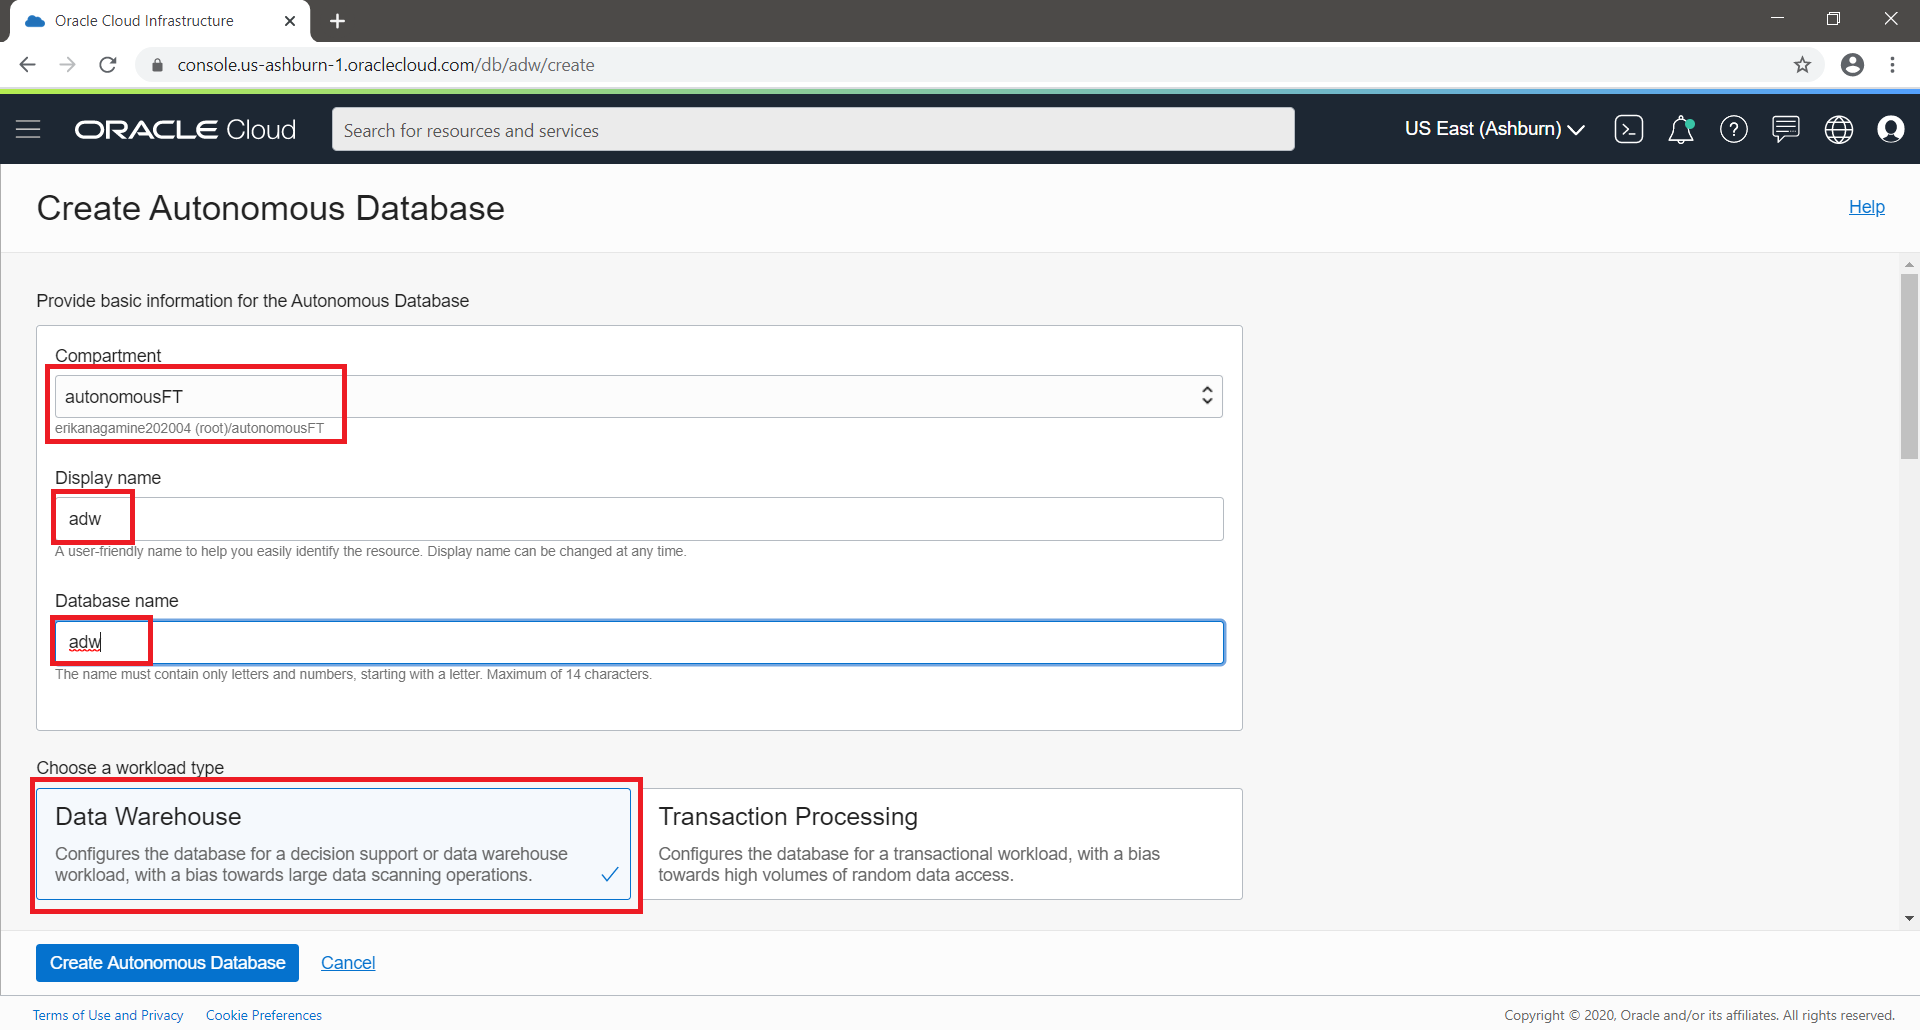 Oracle Cloud Infrastructure
console.us-ashburn-1.oraclecloud.com/db/adw/create
ORACLE Cloud
Search for resources and services
US East (Ashburn)
Create Autonomous Database
Help
Provide basic information for the Autonomous Database
Compartment
autonomousFT
erikanagamine202004 (root)/autonomousFT
Display name
adw
A user-friendly name to help you easily identify the resource. Display name can be changed at any time.
Database name
adw
The name must contain only letters and numbers, starting with a letter. Maximum of 14 characters.
Choose a workload type
Data Warehouse
Configures the database for a decision support or data warehouse
workload, with a bias towards large data scanning operations.
Transaction Processing
Configures the database for a transactional workload, with a bias
towards high volumes of random data access.
Create Autonomous Database
Cancel
Terms of Use and Privacy
Cookie Preferences
Copyright © 2020, Oracle and/or its affiliates. All rights reserved.